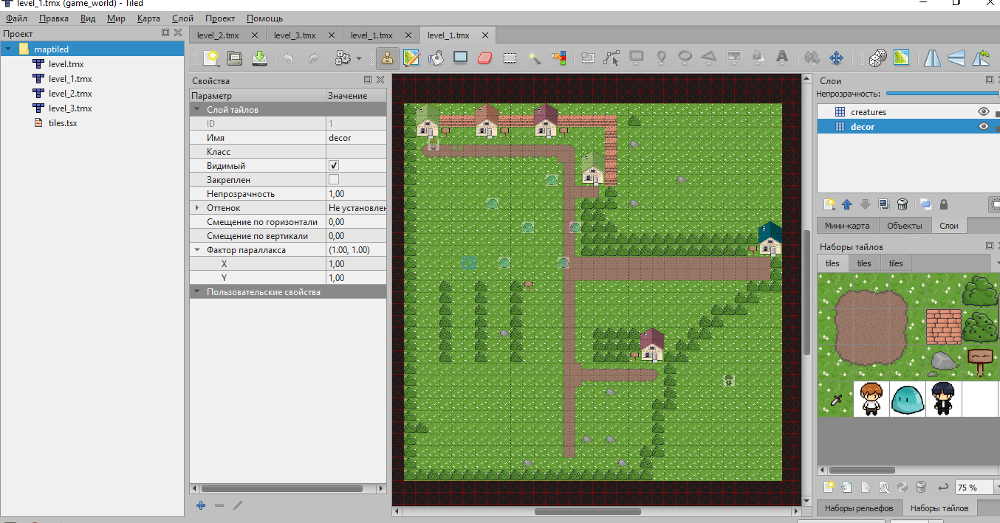 level_1.tmx (game_world) - Tiled
Файл Правка Вид Мир Карта Слой Проект Помощь
Проект
maptiled
level.tmx
level_1.tmx
level_2.tmx
level_3.tmx
tiles.tsx
level_2.tmx level_3.tmx level_1.tmx level_1.tmx
Свойства
Параметр Значение
Слой тайлов
ID 1
Имя decor
Класс
Видимый
Закреплен
Непрозрачность 1,00
Оттенок Не установлен
Смещение по горизонтали 0,00
Смещение по вертикали 0,00
Фактор параллакса (1.00, 1.00)
X 1,00
Y 1,00
Пользовательские свойства
Слои
Непрозрачность:
creatures
decor
Мини-карта Объекты Слои
Наборы тайлов
tiles tiles tiles
75 %
Наборы рельефов Наборы тайлов